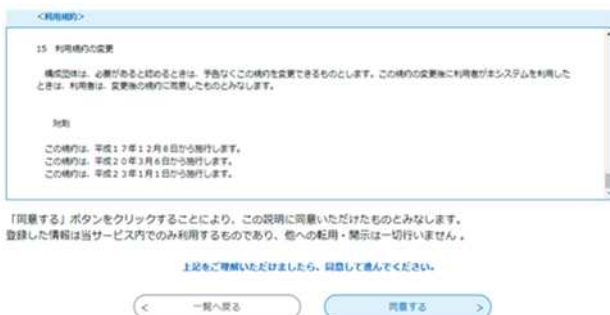 <利用規約>
15 利用規約の変更
構成団体は、必要があると認めるときは、予告なくこの規約を変更できるものとします。この規約の変更後に利用者が本システムを利用した
ときは、利用者は、変更後の規約に同意したものとみなします。
附則
この規約は、平成17年12月6日から施行します。
この規約は、平成20年3月6日から施行します。
この規約は、平成23年1月1日から施行します。
「同意する」ボタンをクリックすることにより、この説明に同意いただけたものとみなします。
登録した情報は当サービス内でのみ利用するものであり、他への転用・開示は一切行いません。
上記をご理解いただけましたら、同意して進んでください。
< 一覧へ戻る
同意する >